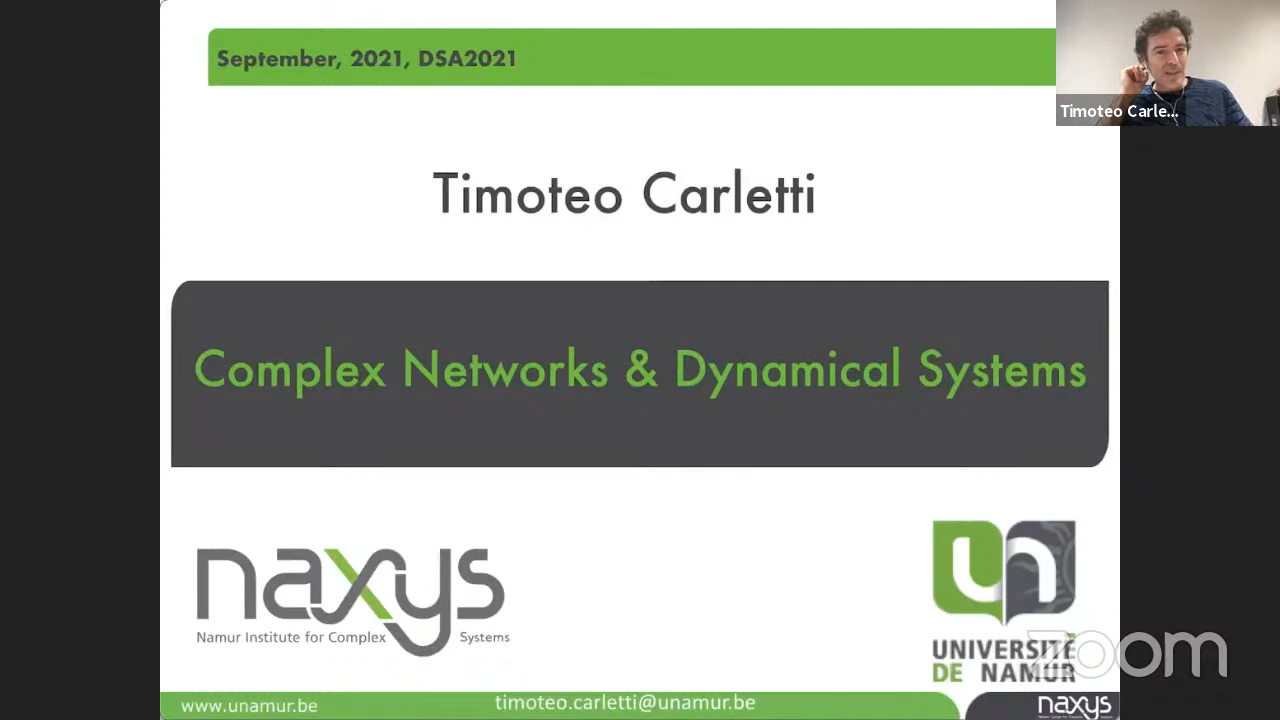 September, 2021, DSA2021
Timoteo Carle...
Timoteo Carletti
Complex Networks & Dynamical Systems
naxys
Namur Institute for Complex Systems
un
UNIVERSITÉ
DE NAMUR
zoom
www.unamur.be
timoteo.carletti@unamur.be
naxys